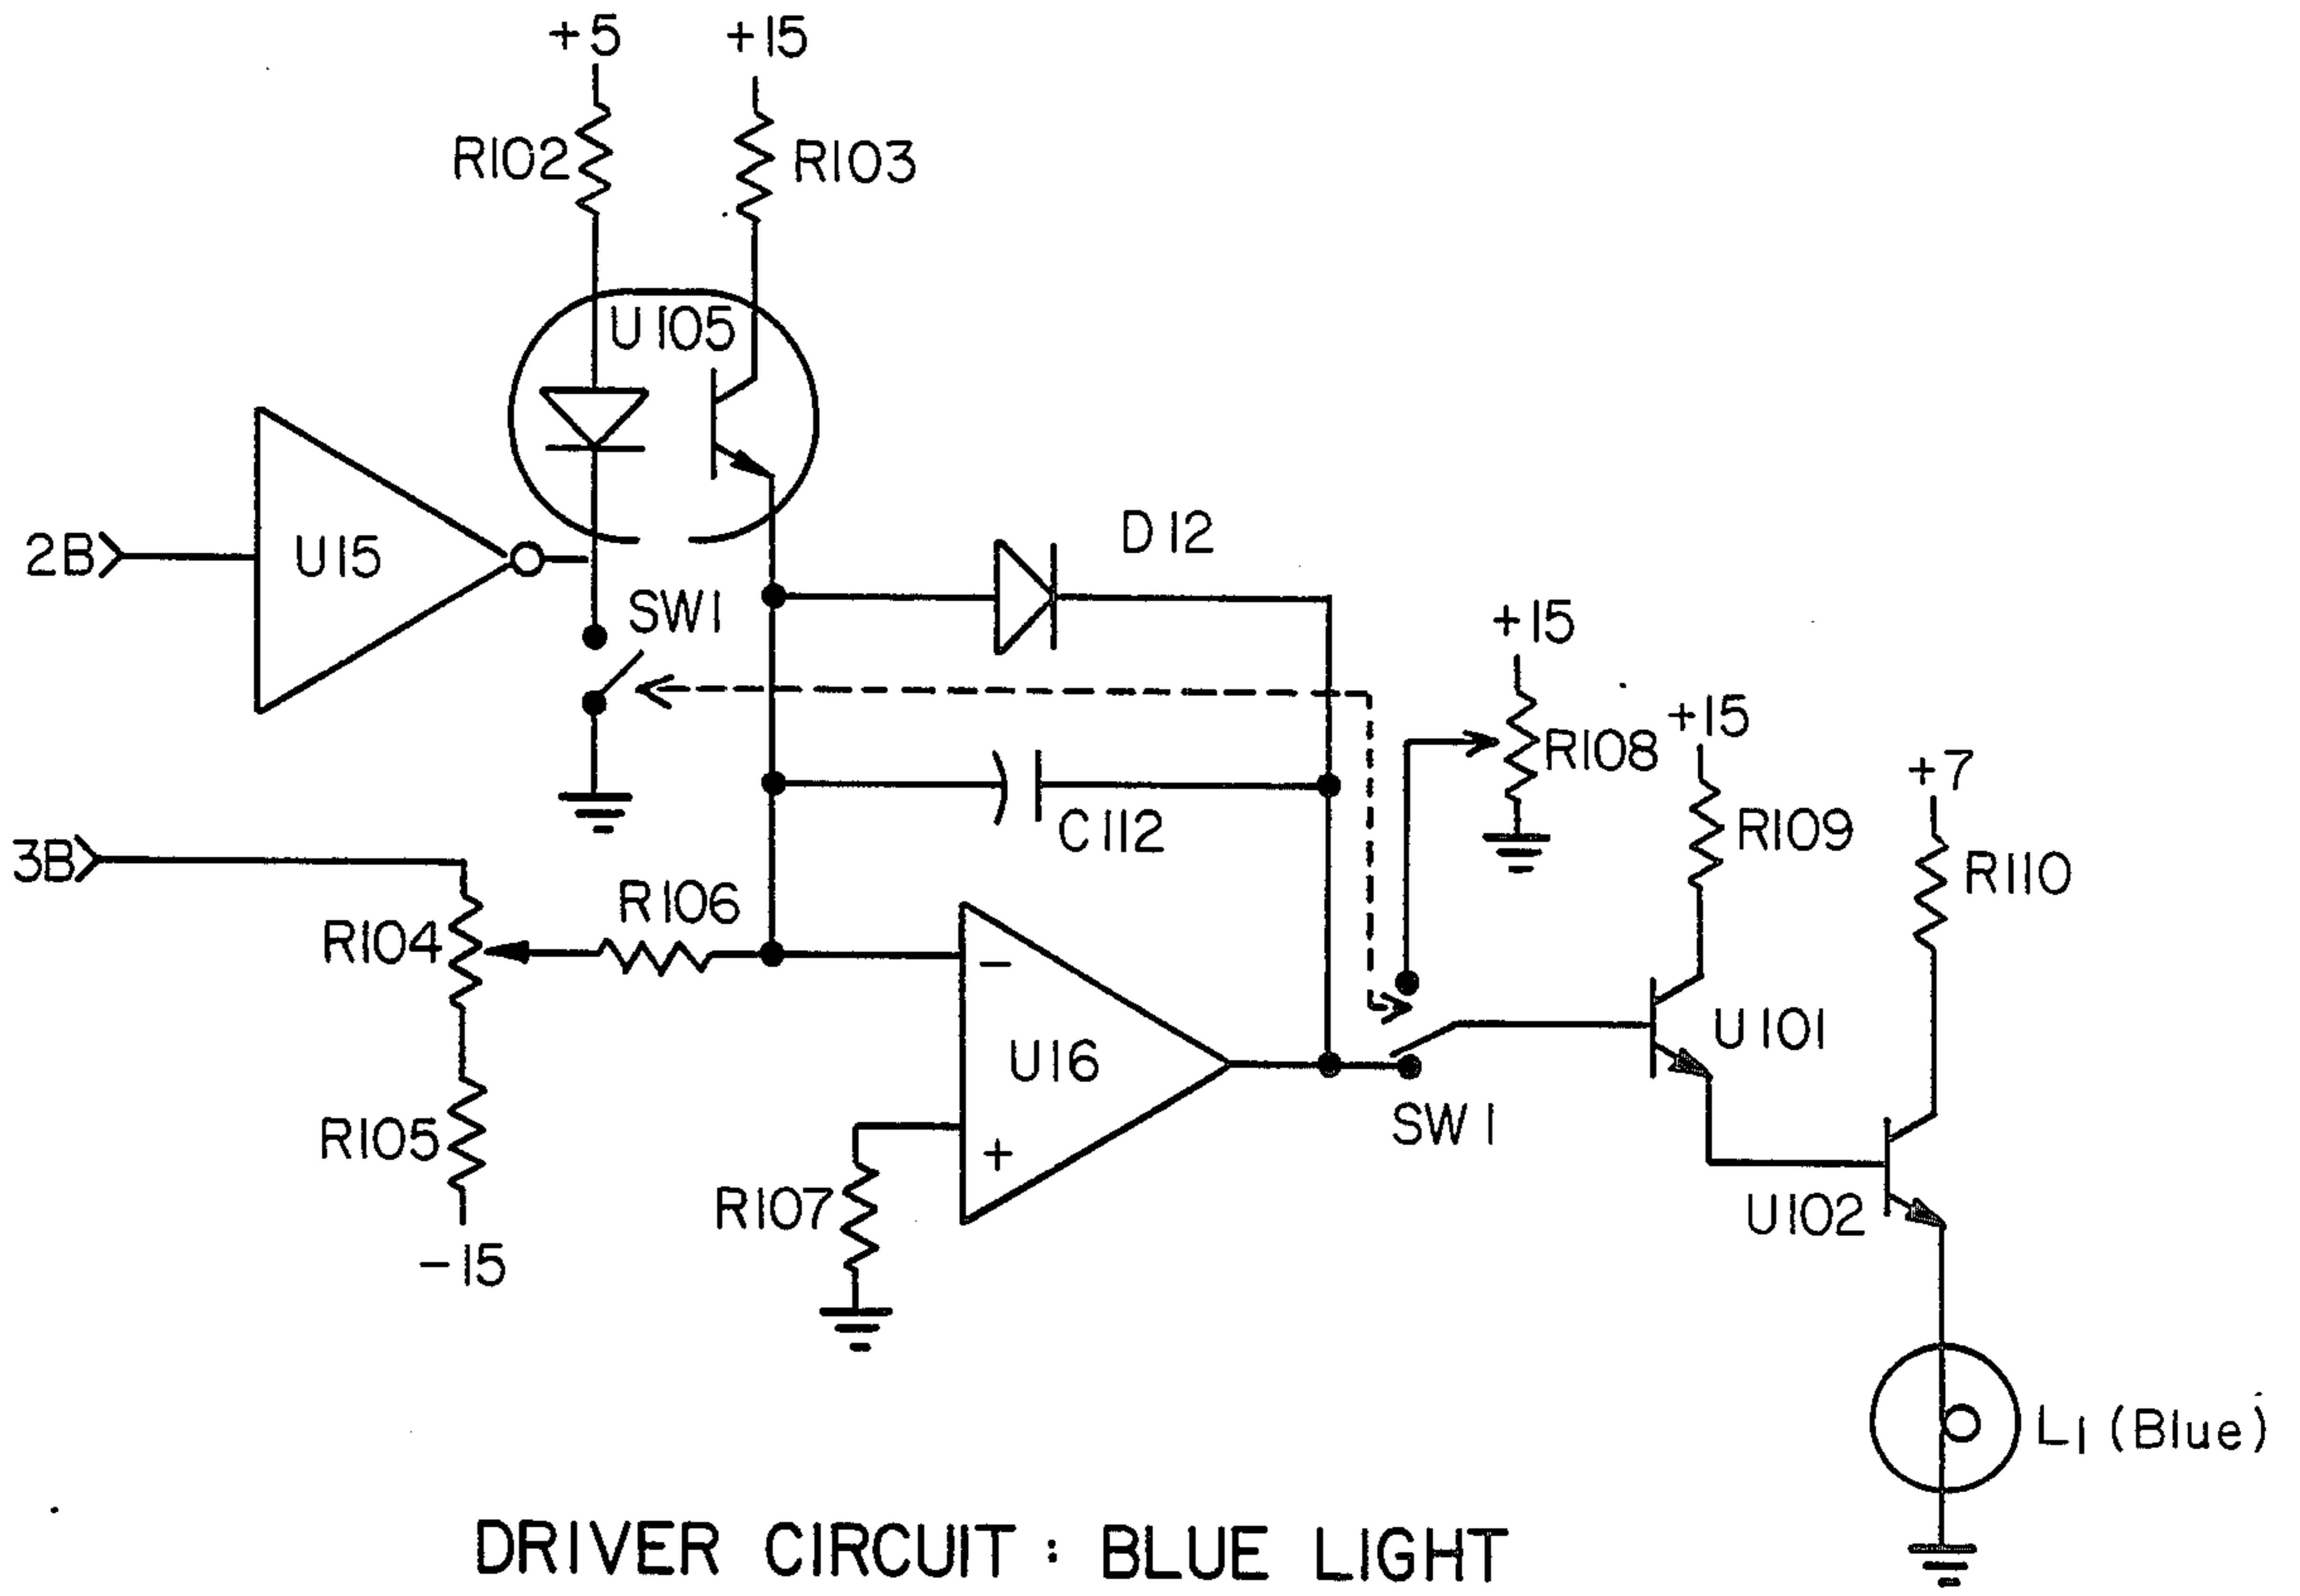 +5
+15
R102
R103
U105
2B
U15
D12
SW1
+15
R108
+15
+7
C112
R109
R110
3B
R106
R104
-
U16
U101
R105
+
SW1
R107
U102
-15
L1 (Blue)
DRIVER CIRCUIT : BLUE LIGHT